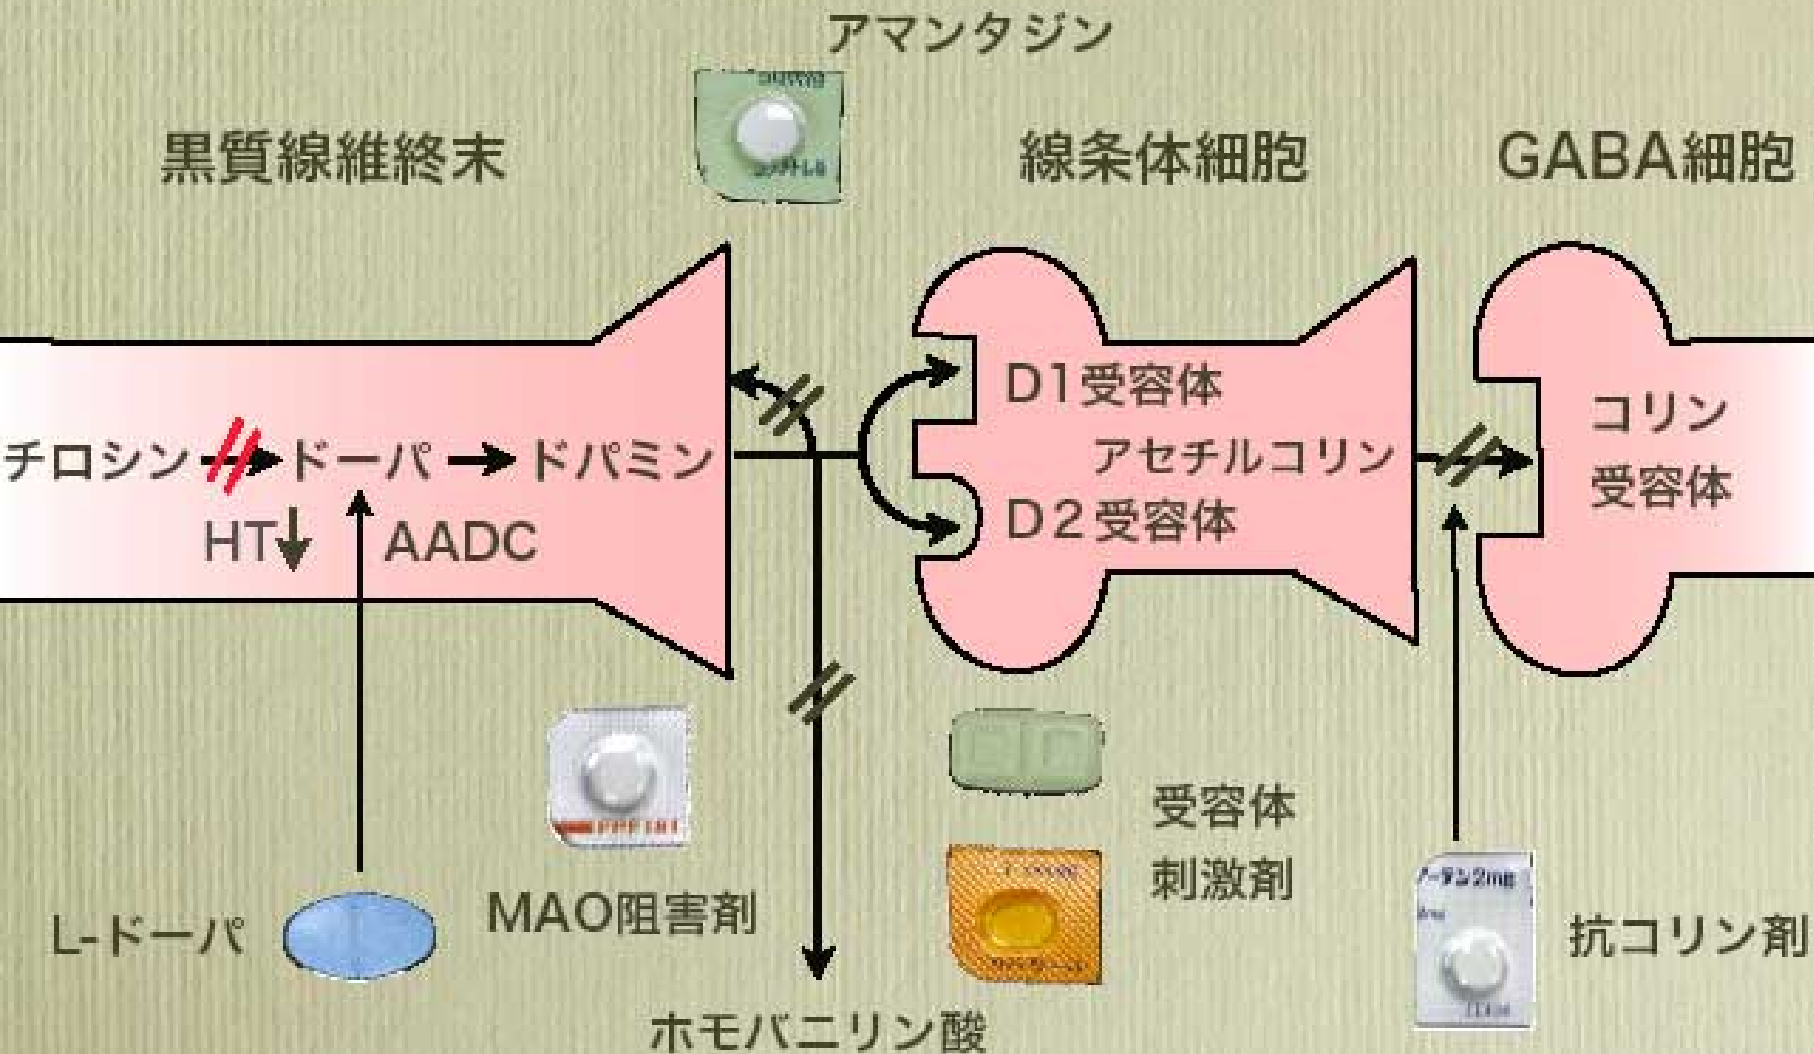 アマンタジン
黒質線維終末
線条体細胞
GABA細胞
チロシン
ドーパ
ドパミン
HT
AADC
D1受容体
アセチルコリン
D2受容体
コリン
受容体
受容体
刺激剤
L-ドーパ
MAO阻害剤
2mg
抗コリン剤
ホモバニリン酸